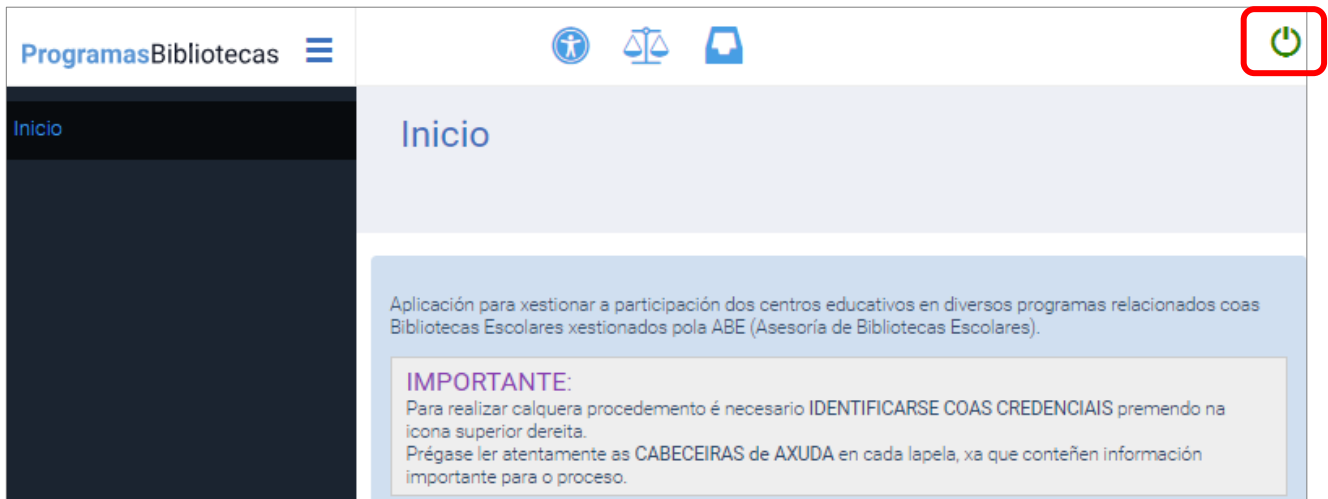 ProgramasBibliotecas
Inicio
Inicio
Aplicación para xestionar a participación dos centros educativos en diversos programas relacionados coas
Bibliotecas Escolares xestionados pola ABE (Asesoría de Bibliotecas Escolares).
IMPORTANTE:
Para realizar calquera procedemento é necesario IDENTIFICARSE COAS CREDENCIAIS premendo na
icona superior dereita.
Prégase ler atentamente as CABECEIRAS de AXUDA en cada lapela, xa que conteñen información
importante para o proceso.